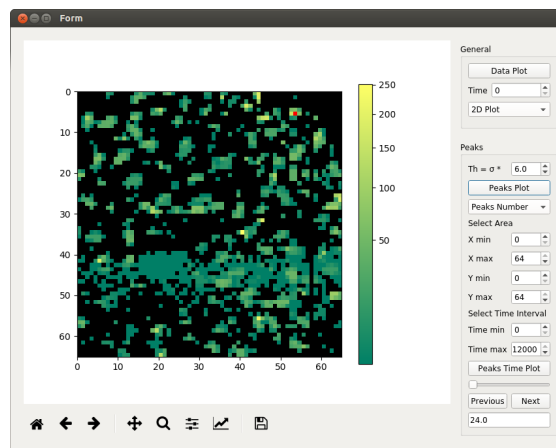 Form
General
Data Plot
Time 0
2D Plot
Peaks
Th = σ * 6.0
Peaks Plot
Peaks Number
Select Area
X min 0
X max 64
Y min 0
Y max 64
Select Time Interval
Time min 0
Time max 12000
Peaks Time Plot
Previous Next
24.0
0
10
20
30
40
50
60
0 10 20 30 40 50 60
250
200
150
100
50